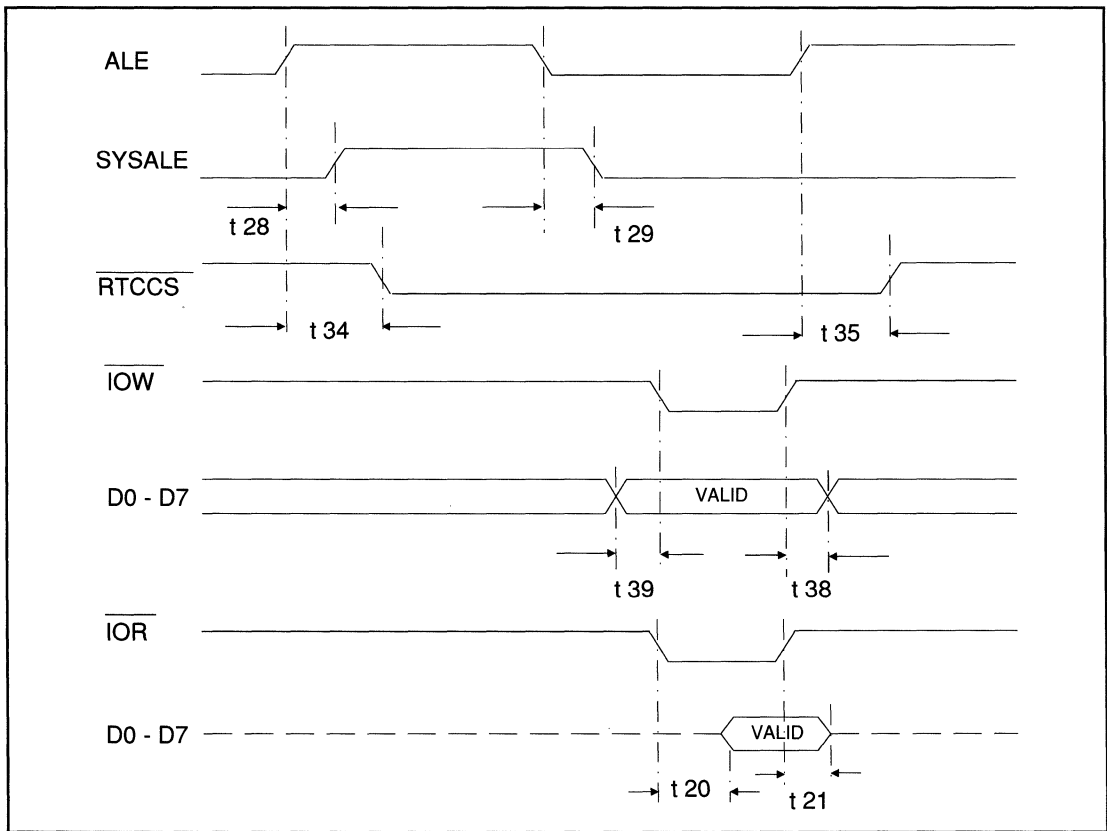 ALE
SYSALE
t 28
t 29
RTCCS
t 34
t 35
IOW
D0 - D7
VALID
t 39
t 38
IOR
D0 - D7
VALID
t 20
t 21